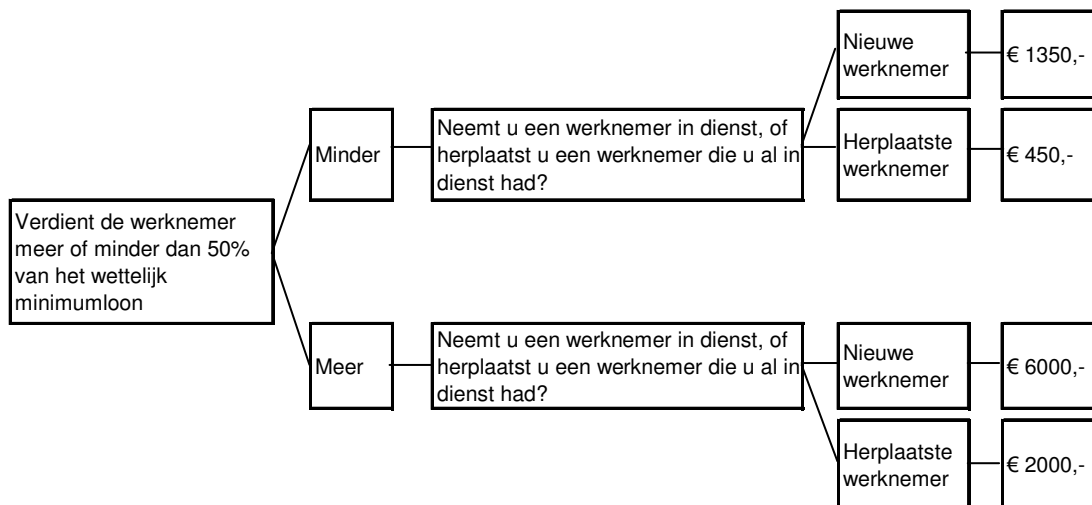 Verdient de werknemer
meer of minder dan 50%
van het wettelijk
minimumloon
Minder
Neemt u een werknemer in dienst, of
herplaatst u een werknemer die u al in
dienst had?
Nieuwe
werknemer
€ 1350,-
Herplaatste
werknemer
€ 450,-
Meer
Neemt u een werknemer in dienst, of
herplaatst u een werknemer die u al in
dienst had?
Nieuwe
werknemer
€ 6000,-
Herplaatste
werknemer
€ 2000,-